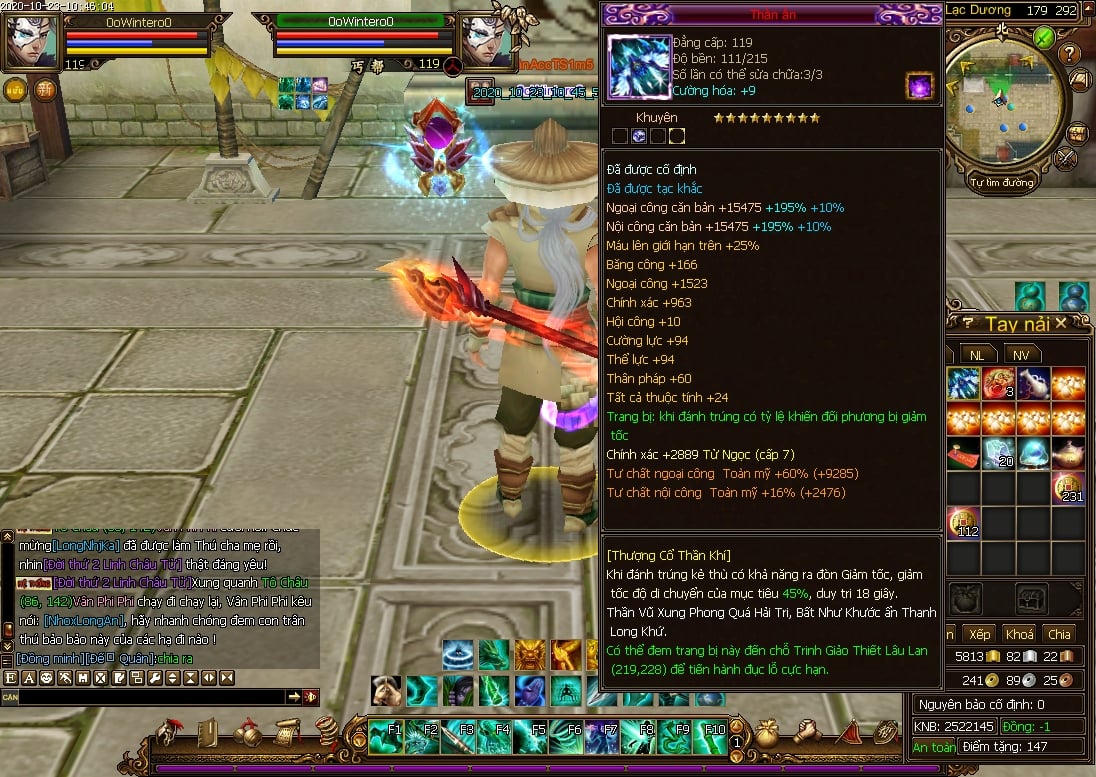 2020-10-23 10:46:04
0oWintero0
119
0oWintero0
丐 帮 119
Thần ân
Đẳng cấp: 119
Độ bền: 111/215
Số lần có thể sửa chữa:3/3
Cường hóa: +9
Khuyên
Đã được cố định
Đã được tạc khắc
Ngoại công căn bản +15475 +195% +10%
Nội công căn bản +15475 +195% +10%
Máu lên giới hạn trên +25%
Băng công +166
Ngoại công +1523
Chính xác +963
Hội công +10
Cường lực +94
Thể lực +94
Thân pháp +60
Tất cả thuộc tính +24
Trang bị: khi đánh trúng có tỷ lệ khiến đối phương bị giảm
tốc
Chính xác +2889 Từ Ngọc (cấp 7)
Tư chất ngoại công Toàn mỹ +60% (+9285)
Tư chất nội công Toàn mỹ +16% (+2476)
[Thượng Cổ Thần Khí]
Khi đánh trúng kẻ thù có khả năng ra đòn Giảm tốc, giảm
tốc độ di chuyển của mục tiêu 45%, duy trì 18 giây.
Thần Vũ Xung Phong Quá Hải Trị, Bất Như Khước ẩn Thanh
Long Khứ.
Có thể đem trang bị này đến chỗ Trinh Giảo Thiết Lâu Lan
(219,228) để tiến hành đục lỗ cực hạn.
Lạc Dương 179 292
北
Tự tìm đường
Tay nải
NL NV
3
20
231
112
Xếp Khoá Chia
5813 82 22
241 89 25
Nguyên bảo cố định: 0
KNB: 2522145 Đồng: -1
An toàn Điểm tặng: 147
mừng[LongNhjKa] đã được làm Thú cha mẹ rồi,
nhìn[Đời thứ 2 Linh Châu Tử] thật đáng yêu!
[Đời thứ 2 Linh Châu Tử]Xung quanh Tô Châu
(86, 142)Vân Phi Phi chạy đi chạy lại, Vân Phi Phi kêu
nói: [NhoxLongAn], hãy nhanh chóng đem con trân
thú bảo bảo này của các hạ đi nào !
[Đồng minh][Đế Quân]:chia ra
CẬN
F1 F2 F3 F4 F5 F6 F7 F8 F9 F10
1